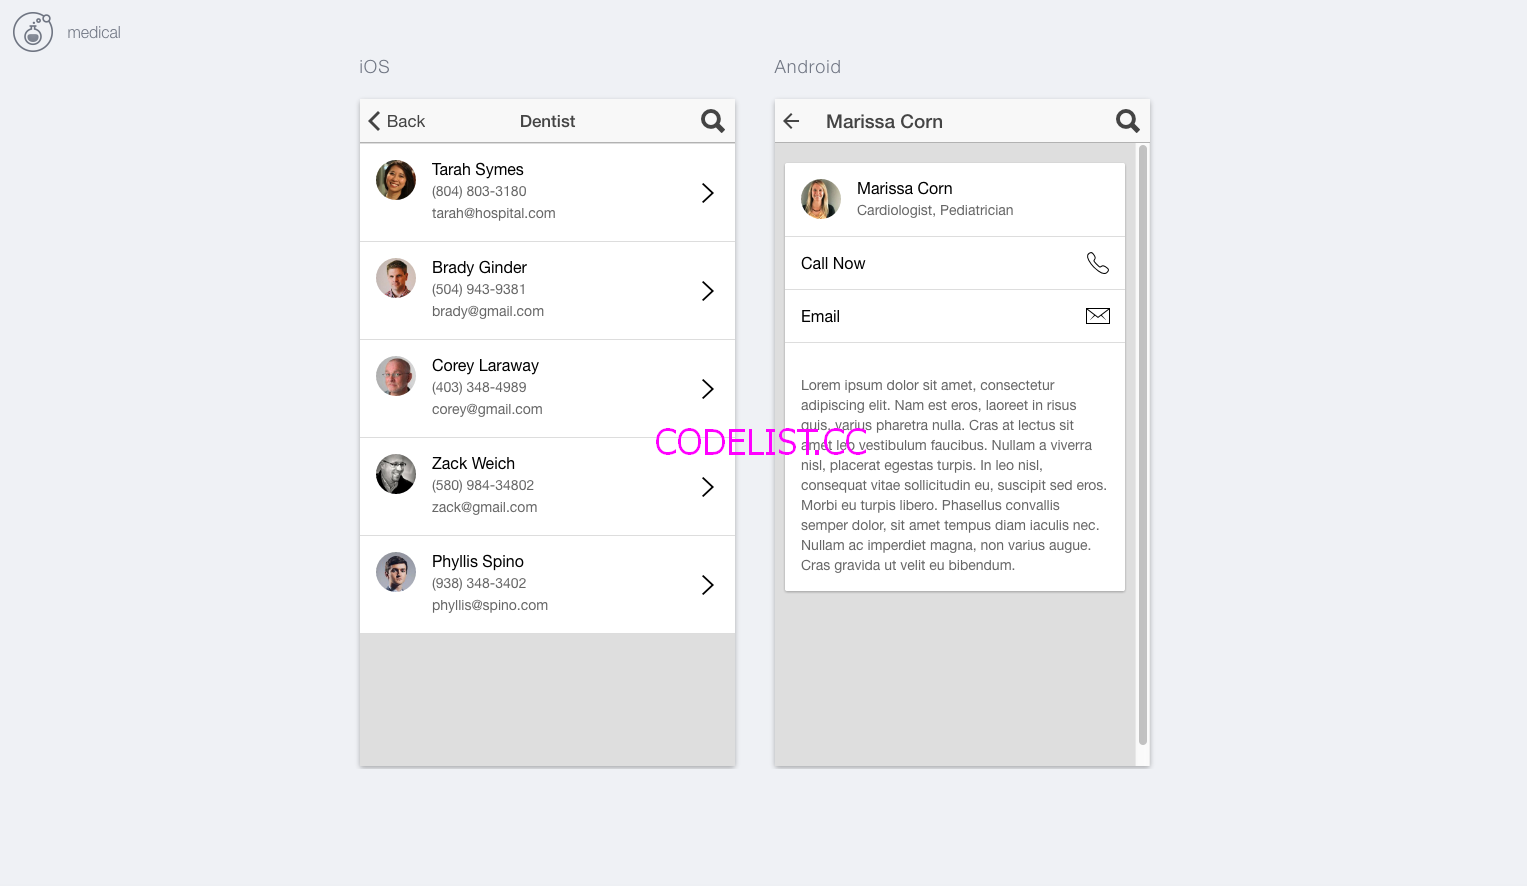 medical
iOS
Back
Dentist
Tarah Symes
(804) 803-3180
tarah@hospital.com
Brady Ginder
(504) 943-9381
brady@gmail.com
Corey Laraway
(403) 348-4989
corey@gmail.com
Zack Weich
(580) 984-34802
zack@gmail.com
Phyllis Spino
(938) 348-3402
phyllis@spino.com
Android
Marissa Corn
Marissa Corn
Cardiologist, Pediatrician
Call Now
Email
Lorem ipsum dolor sit amet, consectetur
adipiscing elit. Nam est eros, laoreet in risus
quis, varius pharetra nulla. Cras at lectus sit
amet leo vestibulum faucibus. Nullam a viverra
nisl, placerat egestas turpis. In leo nisl,
consequat vitae sollicitudin eu, suscipit sed eros.
Morbi eu turpis libero. Phasellus convallis
semper dolor, sit amet tempus diam iaculis nec.
Nullam ac imperdiet magna, non varius augue.
Cras gravida ut velit eu bibendum.
CODELIST.CC